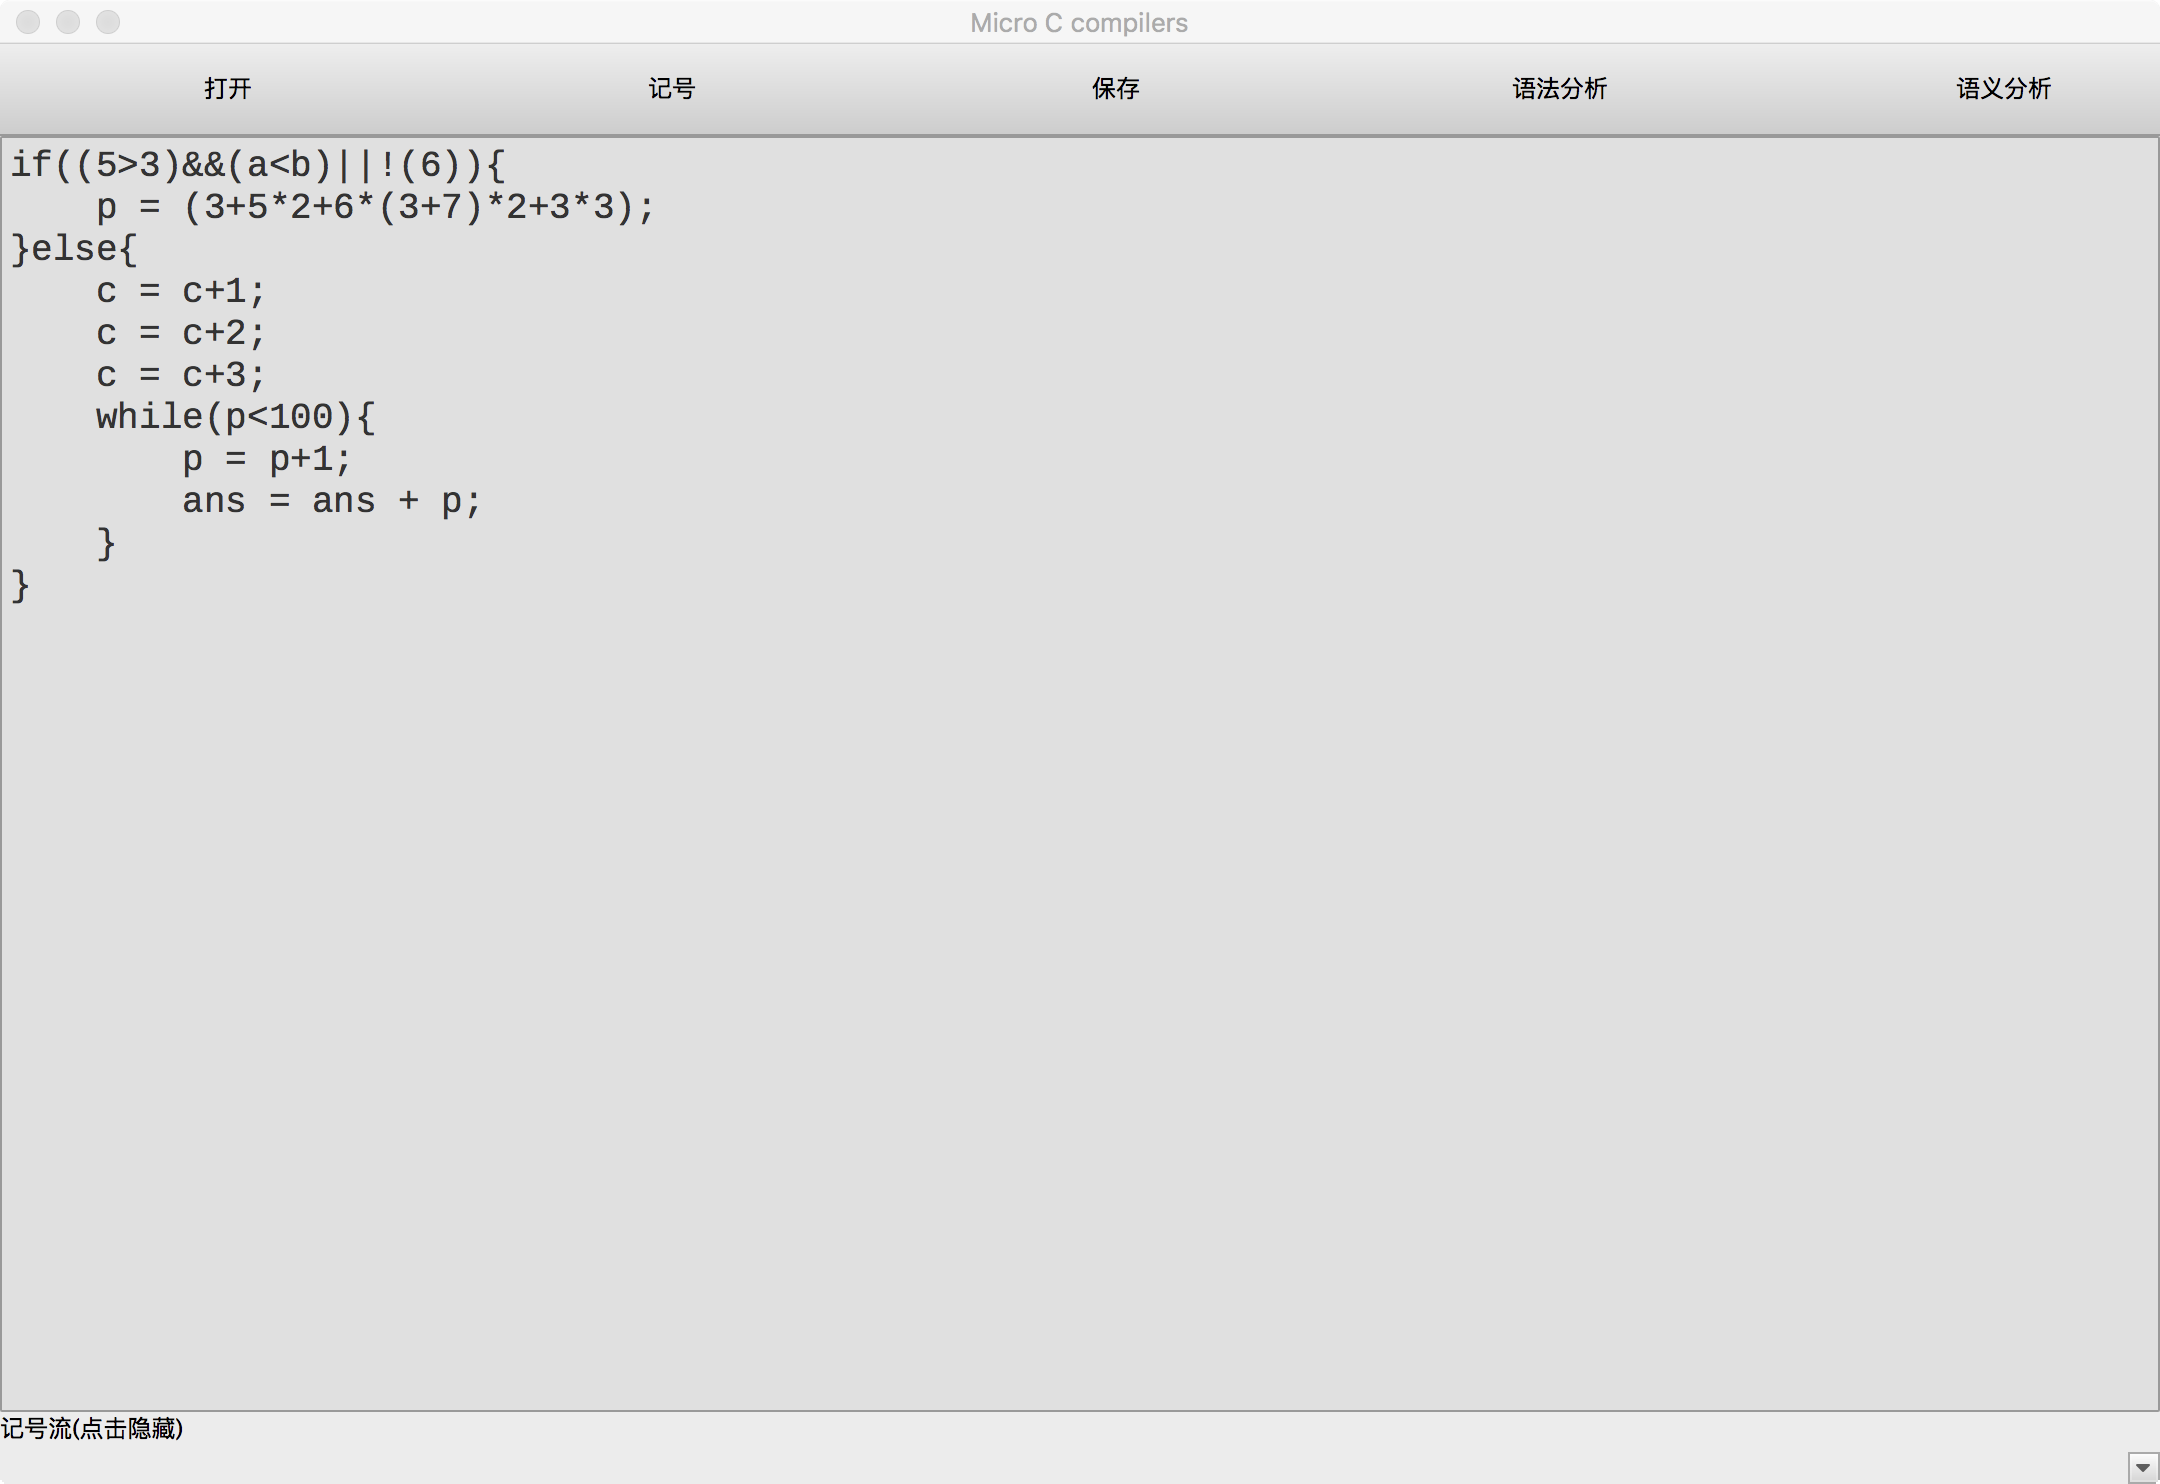 Micro C compilers
打开 记号 保存 语法分析 语义分析
if((5>3)&&(a<b)||!(6)){
    p = (3+5*2+6*(3+7)*2+3*3);
}else{
    c = c+1;
    c = c+2;
    c = c+3;
    while(p<100){
        p = p+1;
        ans = ans + p;
    }
}
记号流(点击隐藏)